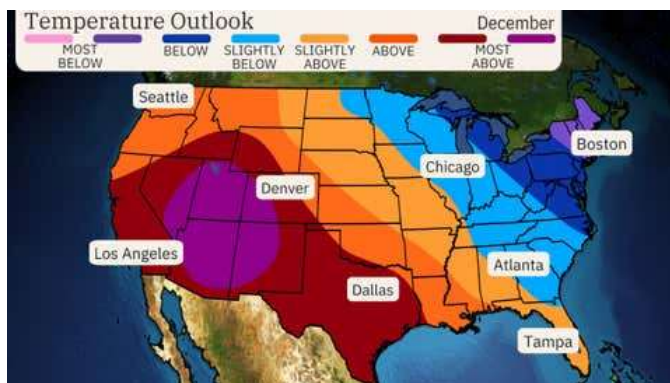 Temperature Outlook December
MOST BELOW
BELOW
SLIGHTLY BELOW
SLIGHTLY ABOVE
ABOVE
MOST ABOVE
Seattle
Boston
Chicago
Denver
Los Angeles
Atlanta
Dallas
Tampa